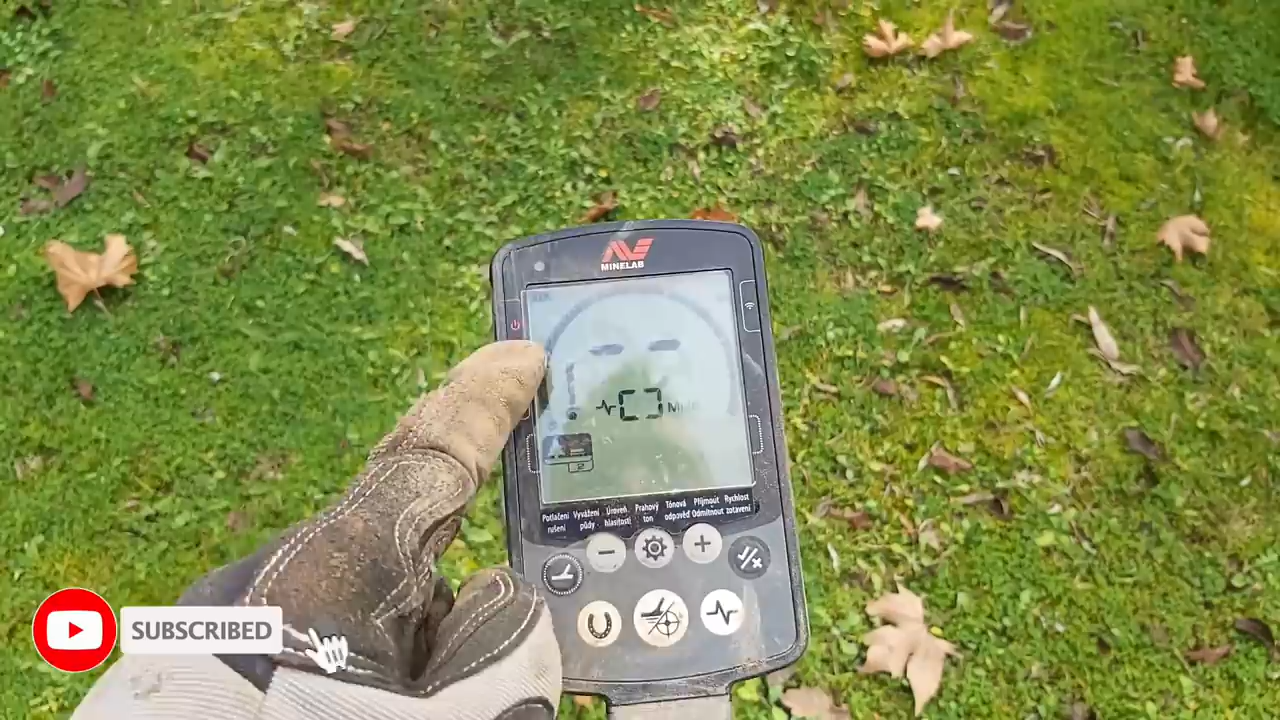 MINELAB
Potlačení Vyvážení Úroveň Prahový Tónová Přijmout Rychlost
rušení půdy hlasitosti tón odpověď Odmítnout zotavení
SUBSCRIBED